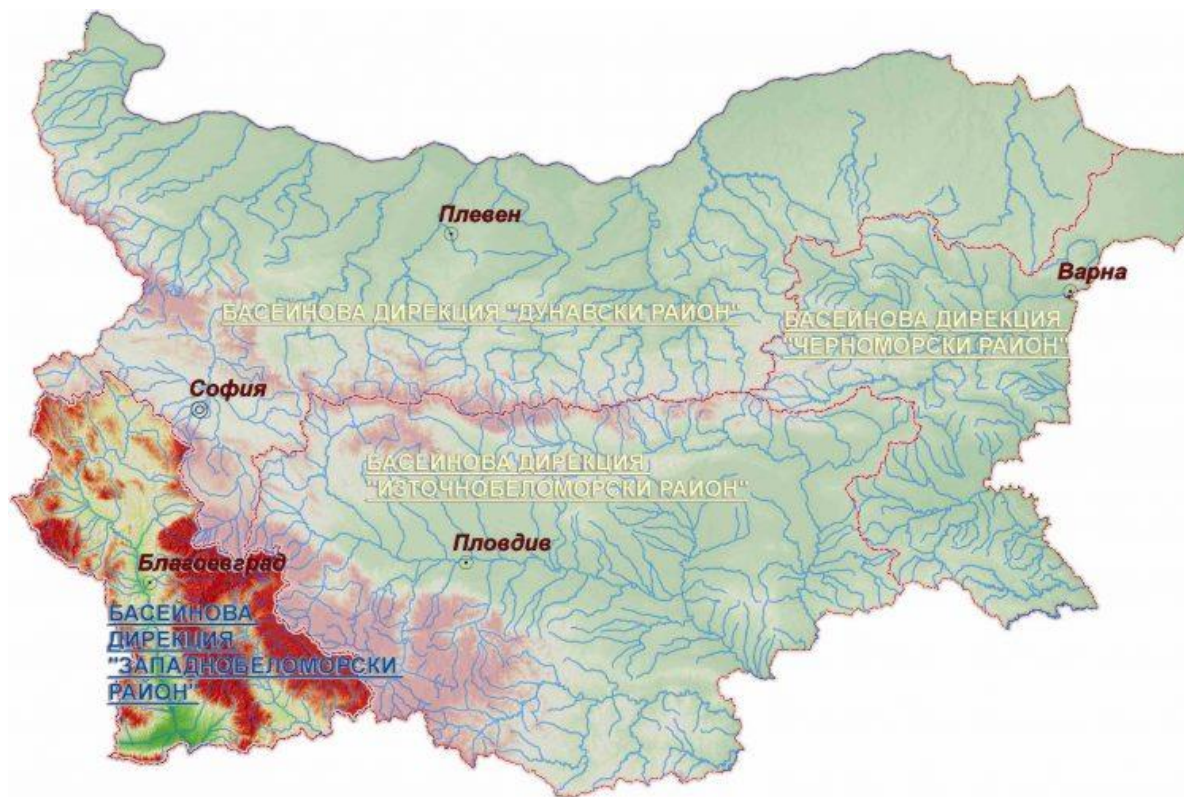 Плевен
Варна
БАСЕЙНОВА ДИРЕКЦИЯ "ДУНАВСКИ РАЙОН"
БАСЕЙНОВА ДИРЕКЦИЯ
"ЧЕРНОМОРСКИ РАЙОН"
София
БАСЕЙНОВА ДИРЕКЦИЯ
"ИЗТОЧНОБЕЛОМОРСКИ РАЙОН"
Пловдив
Благоевград
БАСЕЙНОВА
ДИРЕКЦИЯ
"ЗАПАДНОБЕЛОМОРСКИ
РАЙОН"